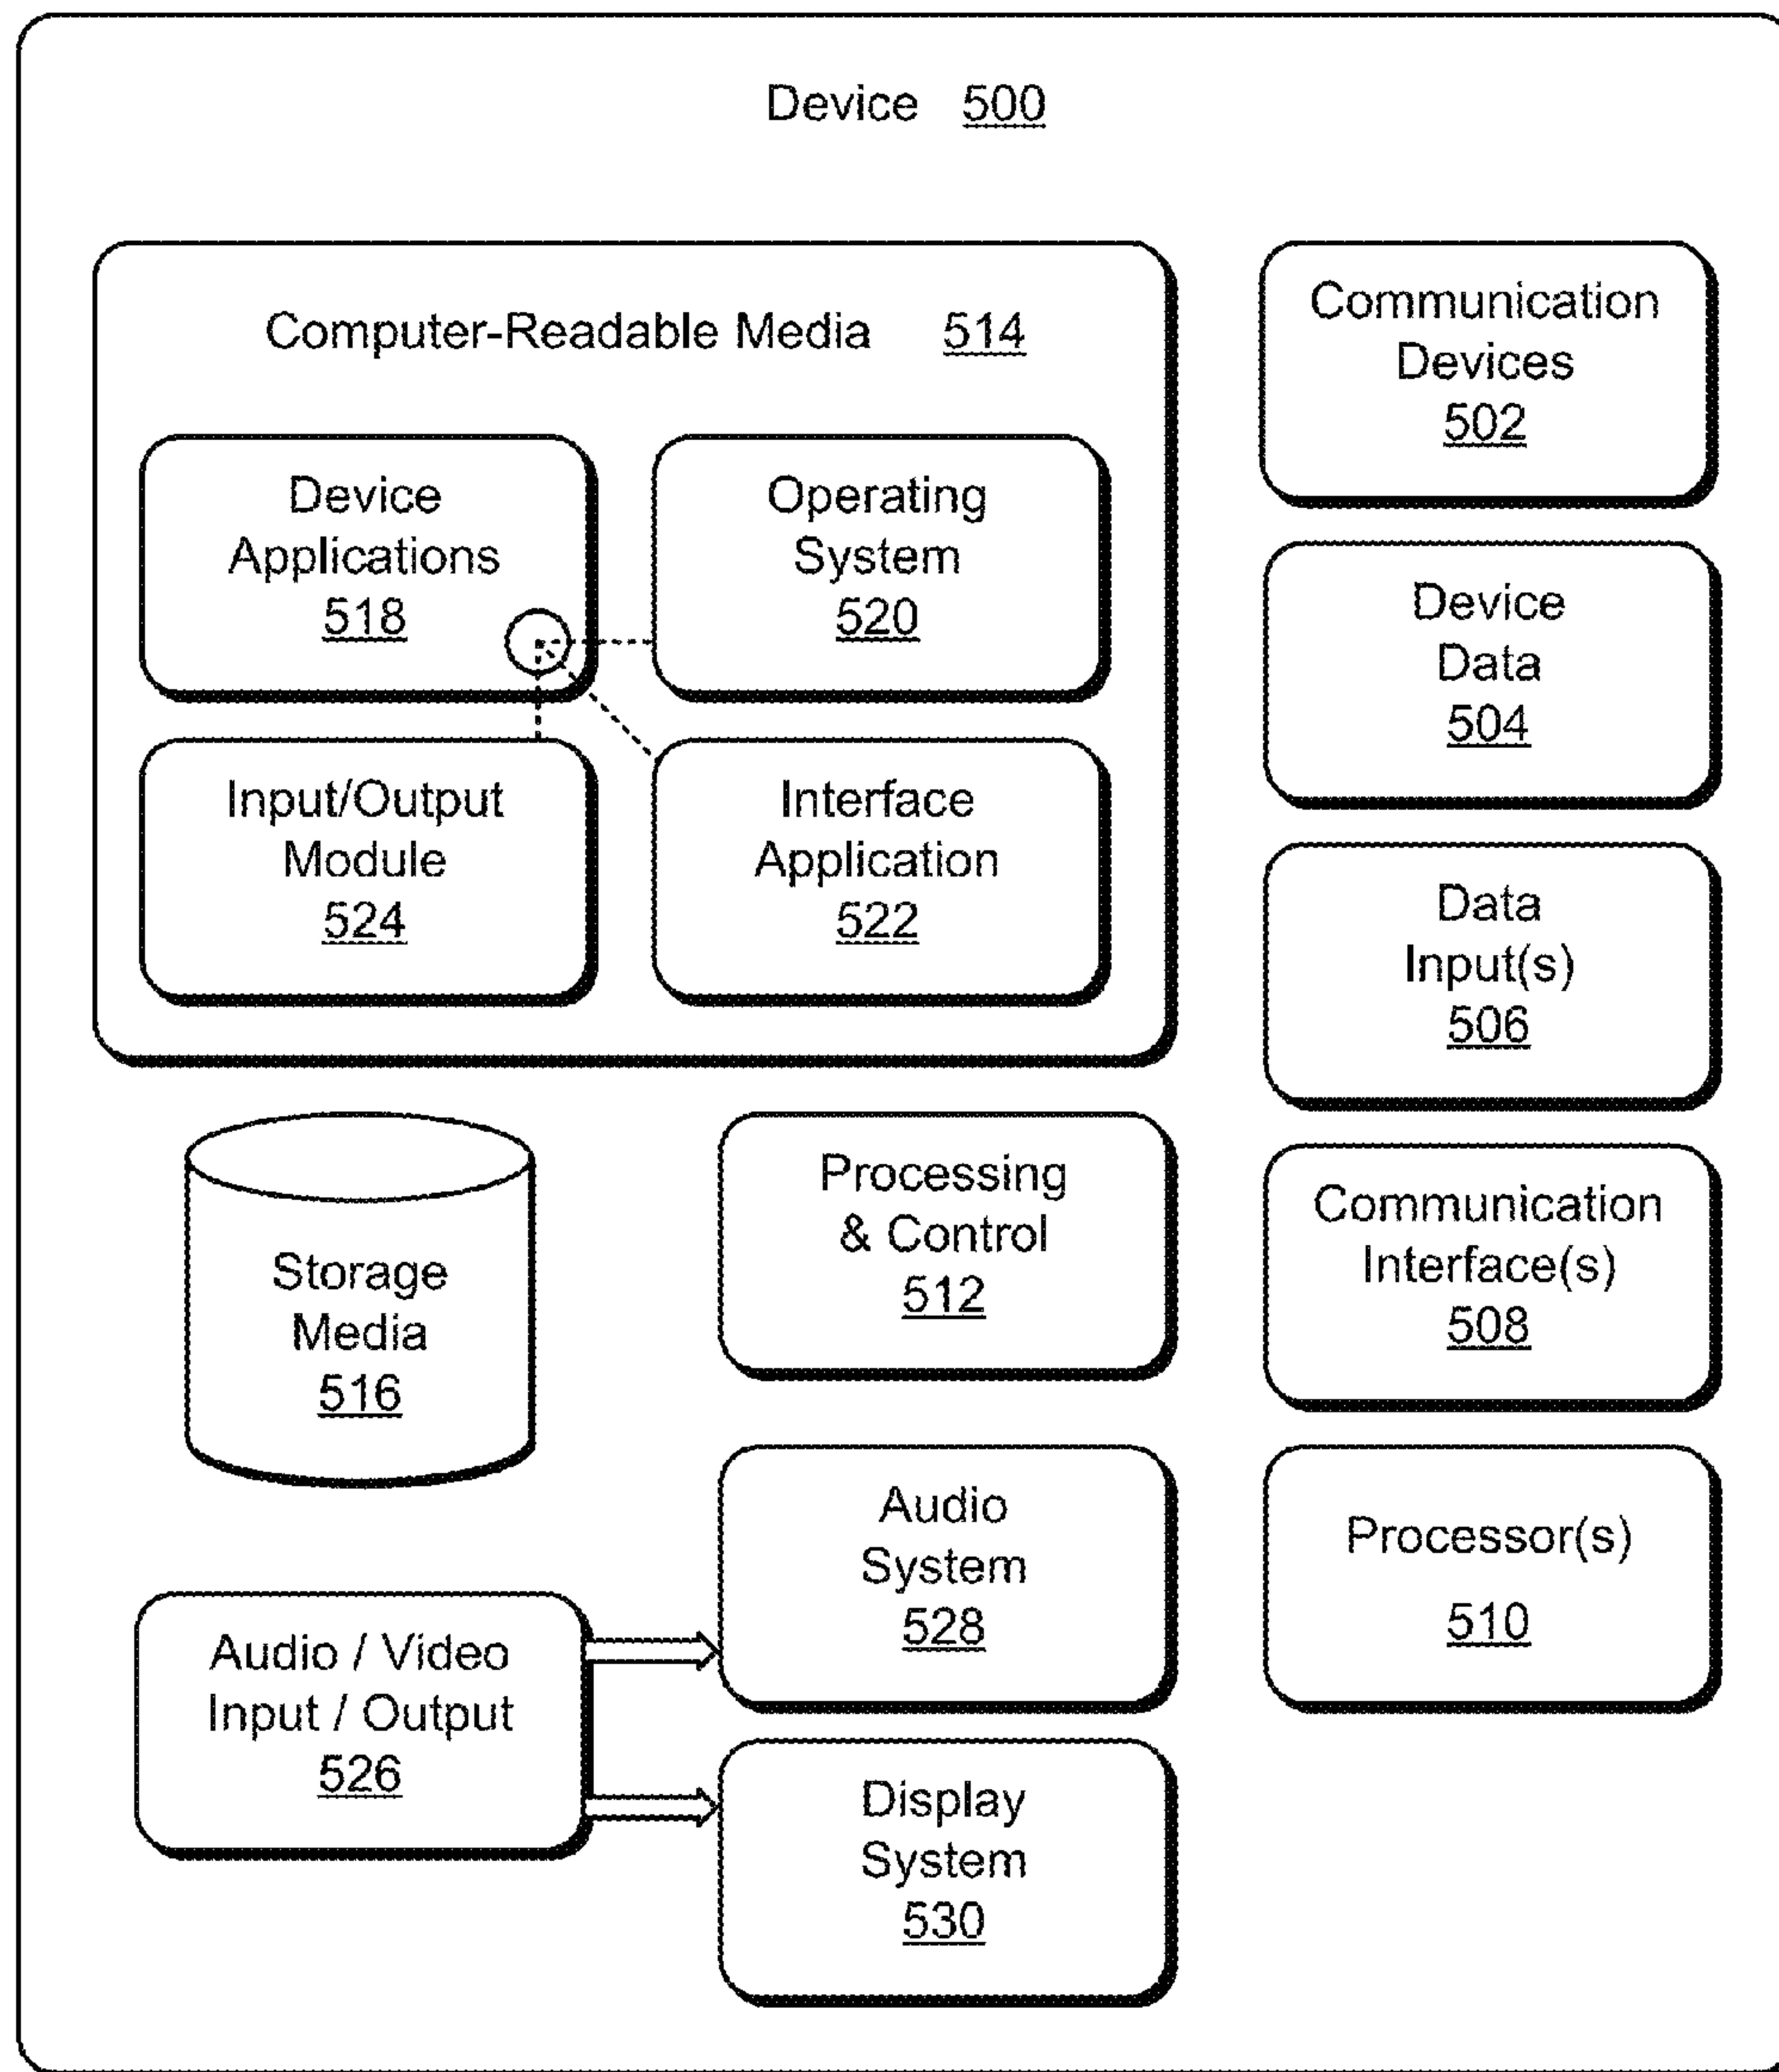 Device 500
Computer-Readable Media 514
Device
Applications
518
Operating
System
520
Input/Output
Module
524
Interface
Application
522
Storage
Media
516
Processing
& Control
512
Audio / Video
Input / Output
526
Audio
System
528
Display
System
530
Communication
Devices
502
Device
Data
504
Data
Input(s)
506
Communication
Interface(s)
508
Processor(s)
510